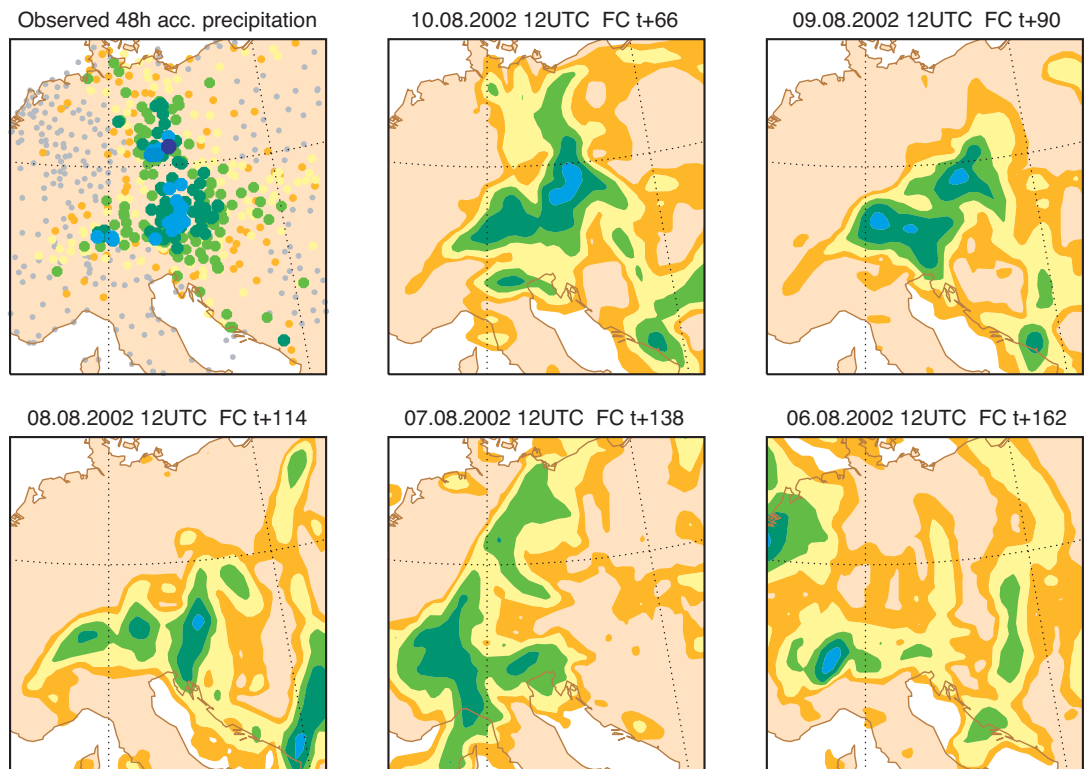 Observed 48h acc. precipitation
10.08.2002 12UTC FC t+66
09.08.2002 12UTC FC t+90
08.08.2002 12UTC FC t+114
07.08.2002 12UTC FC t+138
06.08.2002 12UTC FC t+162